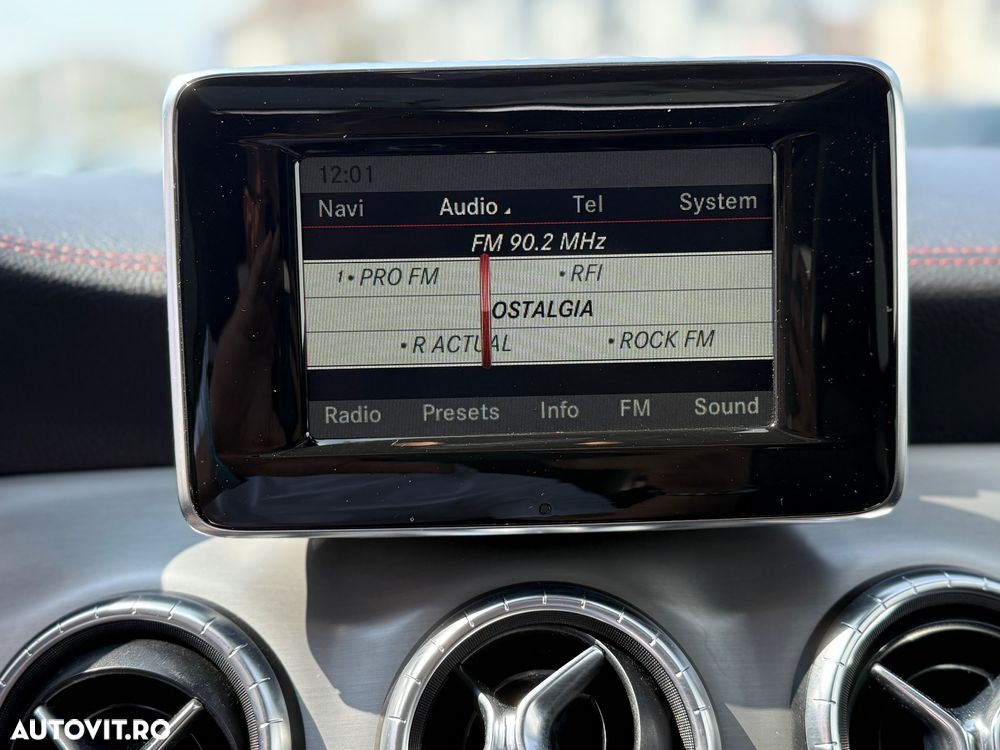 12:01
Navi Audio Tel System
FM 90.2 MHz
1• PRO FM • RFI
OSTALGIA
• R ACTUAL • ROCK FM
Radio Presets Info FM Sound
AUTOVIT.RO